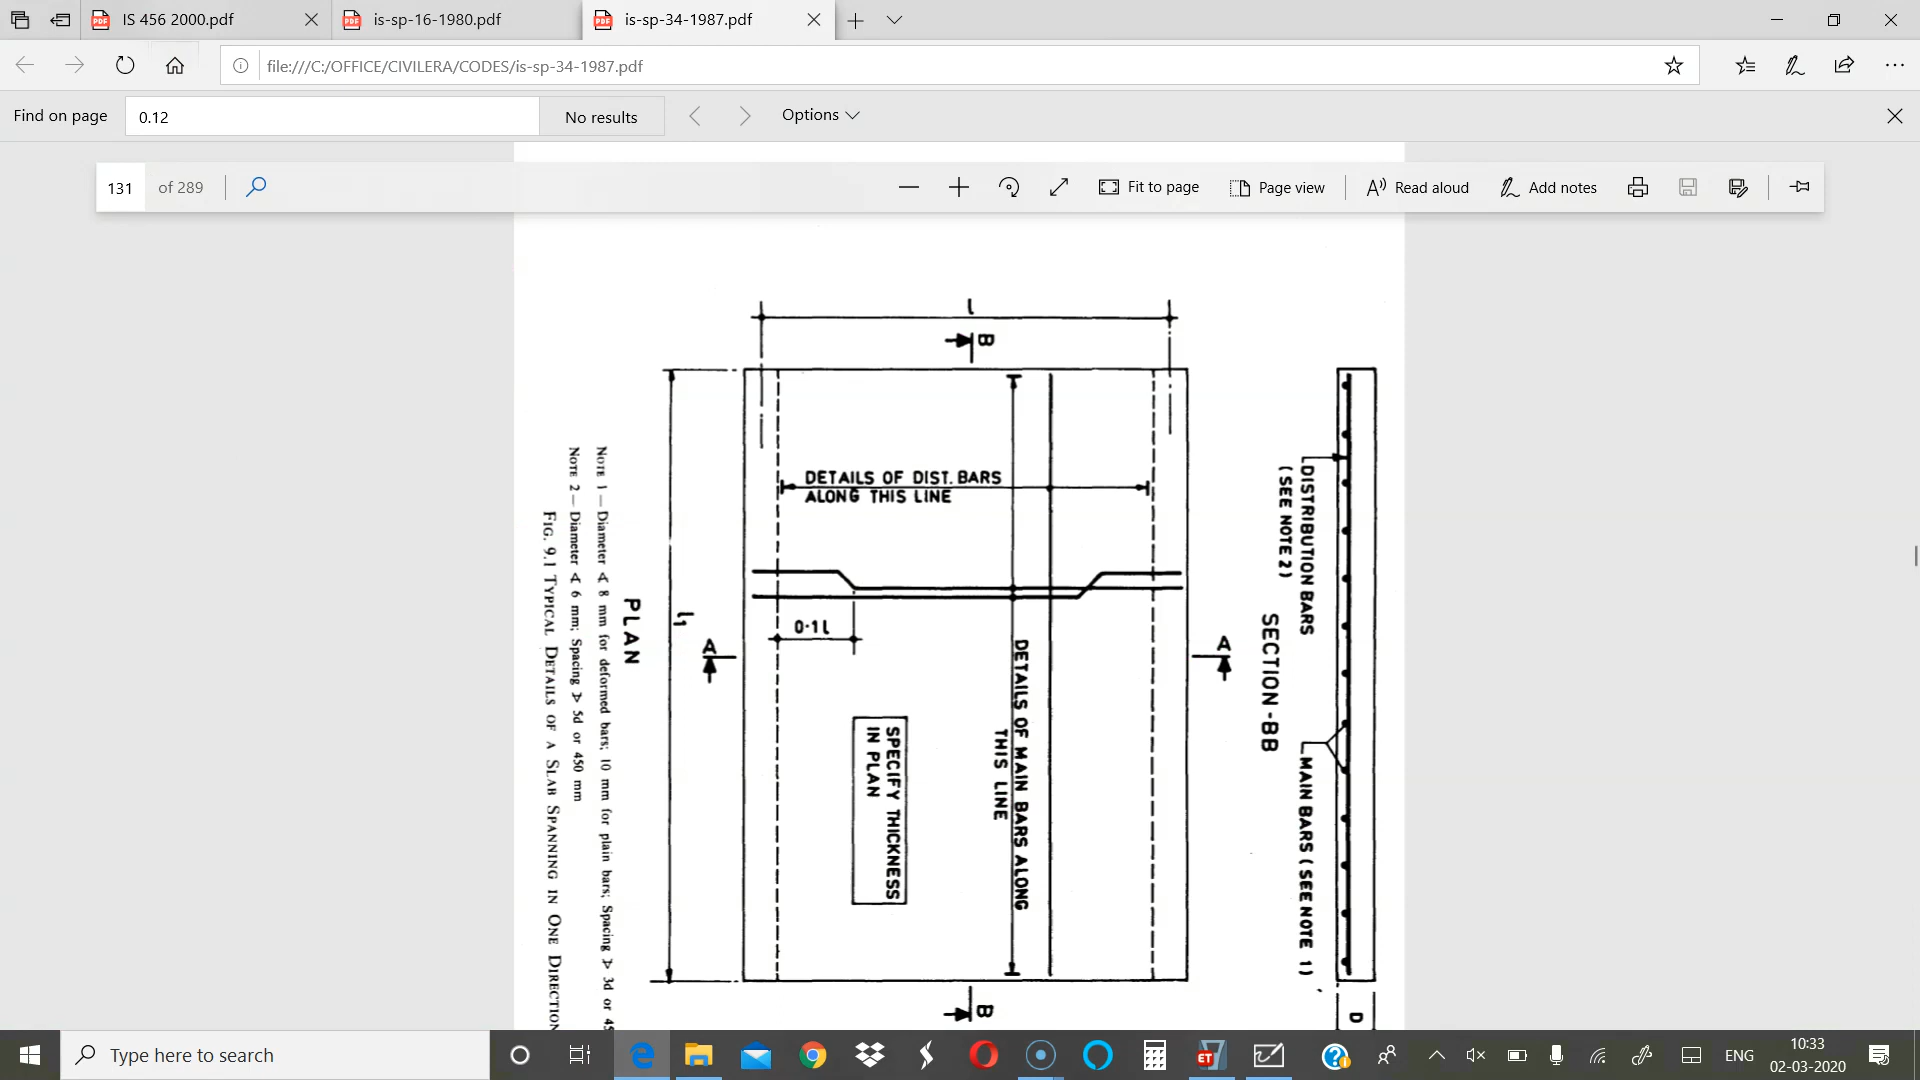 IS 456 2000.pdf
is-sp-16-1980.pdf
is-sp-34-1987.pdf
file:///C:/OFFICE/CIVILERA/CODES/is-sp-34-1987.pdf
Find on page
0.12
No results
Options
131
of 289
Fit to page
Page view
Read aloud
Add notes
l
B
DETAILS OF DIST. BARS
ALONG THIS LINE
0·1l
A
A
l₁
DETAILS OF MAIN BARS ALONG
THIS LINE
SPECIFY THICKNESS
IN PLAN
B
DISTRIBUTION BARS
(SEE NOTE 2)
MAIN BARS (SEE NOTE 1)
D
SECTION-BB
PLAN
NOTE 1 — Diameter ≮ 8 mm for deformed bars; 10 mm for plain bars; Spacing ≯ 3d or 45
NOTE 2 — Diameter ≮ 6 mm; Spacing ≯ 5d or 450 mm
FIG. 9.1 TYPICAL DETAILS OF A SLAB SPANNING IN ONE DIRECTION
Type here to search
ET
ENG
10:33
02-03-2020